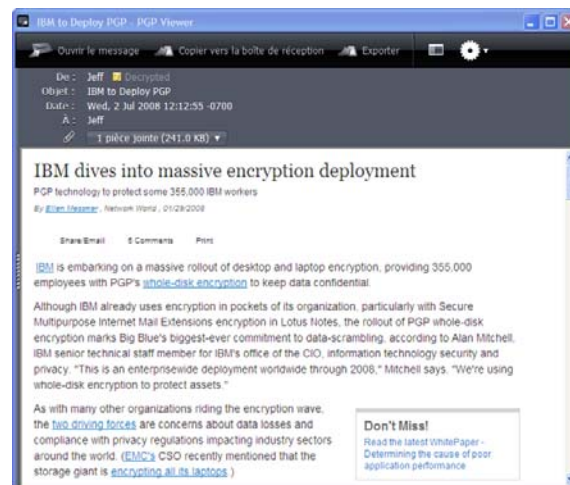 IBM to Deploy PGP - PGP Viewer
Ouvrir le message Copier vers la boîte de réception Exporter
De : Jeff Decrypted
Objet : IBM to Deploy PGP
Date : Wed, 2 Jul 2008 12:12:55 -0700
À : Jeff
1 pièce jointe (241.0 KB)
IBM dives into massive encryption deployment
PGP technology to protect some 355,000 IBM workers
By Ellen Messmer , Network World , 01/29/2008
Share/Email 5 Comments Print
IBM is embarking on a massive rollout of desktop and laptop encryption, providing 355,000
employees with PGP's whole-disk encryption to keep data confidential.
Although IBM already uses encryption in pockets of its organization, particularly with Secure
Multipurpose Internet Mail Extensions encryption in Lotus Notes, the rollout of PGP whole-disk
encryption marks Big Blue's biggest-ever commitment to data-scrambling, according to Alan Mitchell,
IBM senior technical staff member for IBM's office of the CIO, information technology security and
privacy. "This is an enterprisewide deployment worldwide through 2008," Mitchell says. "We're using
whole-disk encryption to protect assets."
As with many other organizations riding the encryption wave,
the two driving forces are concerns about data losses and
compliance with privacy regulations impacting industry sectors
around the world. (EMC's CSO recently mentioned that the
storage giant is encrypting all its laptops.)
Don't Miss!
Read the latest WhitePaper -
Determining the cause of poor
application performance